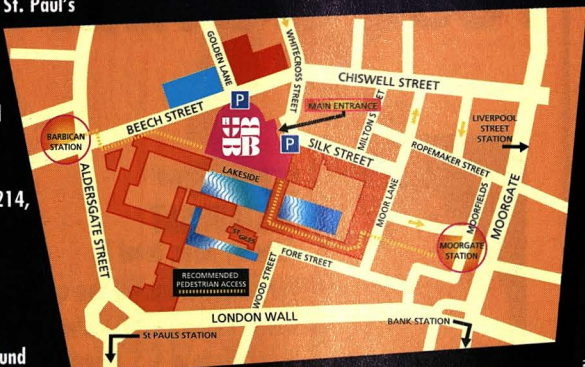 St. Paul's
GOLDEN LANE
WHITECROSS STREET
CHISWELL STREET
P
MAIN ENTRANCE
MILTON STREET
BEECH STREET
BARBICAN
STATION
P
SILK STREET
LIVERPOOL
STREET
STATION
ROPEMAKER STREET
LAKESIDE
214,
ALDERSGATE STREET
MOOR LANE
MOORFIELDS
MOORGATE
St GILES
MOORGATE
STATION
FORE STREET
WOOD STREET
RECOMMENDED
PEDESTRIAN ACCESS
LONDON WALL
BANK STATION
St PAULS STATION
und